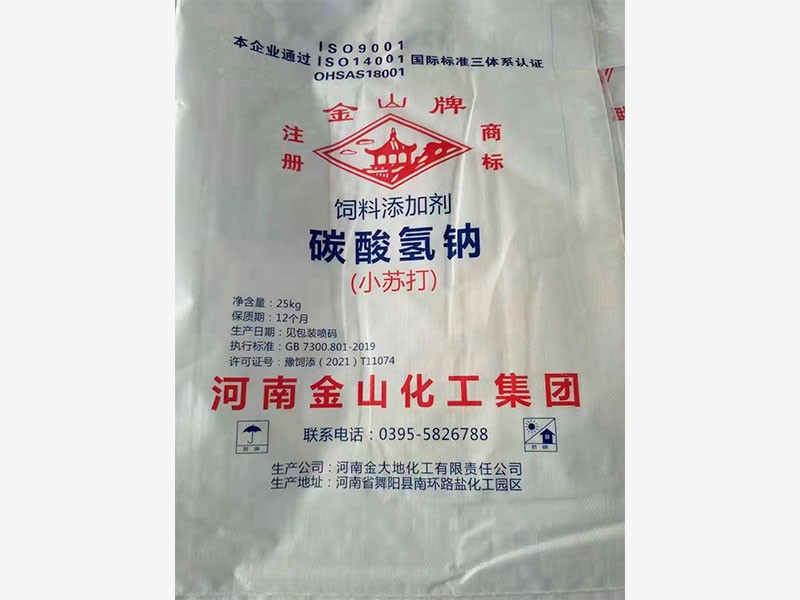 本企业通过 ISO9001 ISO14001 OHSAS18001 国际标准三体系认证
金山牌
注册 商标
饲料添加剂
碳酸氢钠
(小苏打)
净含量：25kg
保质期：12个月
生产日期：见包装喷码
执行标准：GB 7300.801-2019
许可证号：豫饲添（2021）T11074
河南金山化工集团
联系电话：0395-5826788
生产公司：河南金大地化工有限责任公司
生产地址：河南省舞阳县南环路盐化工园区